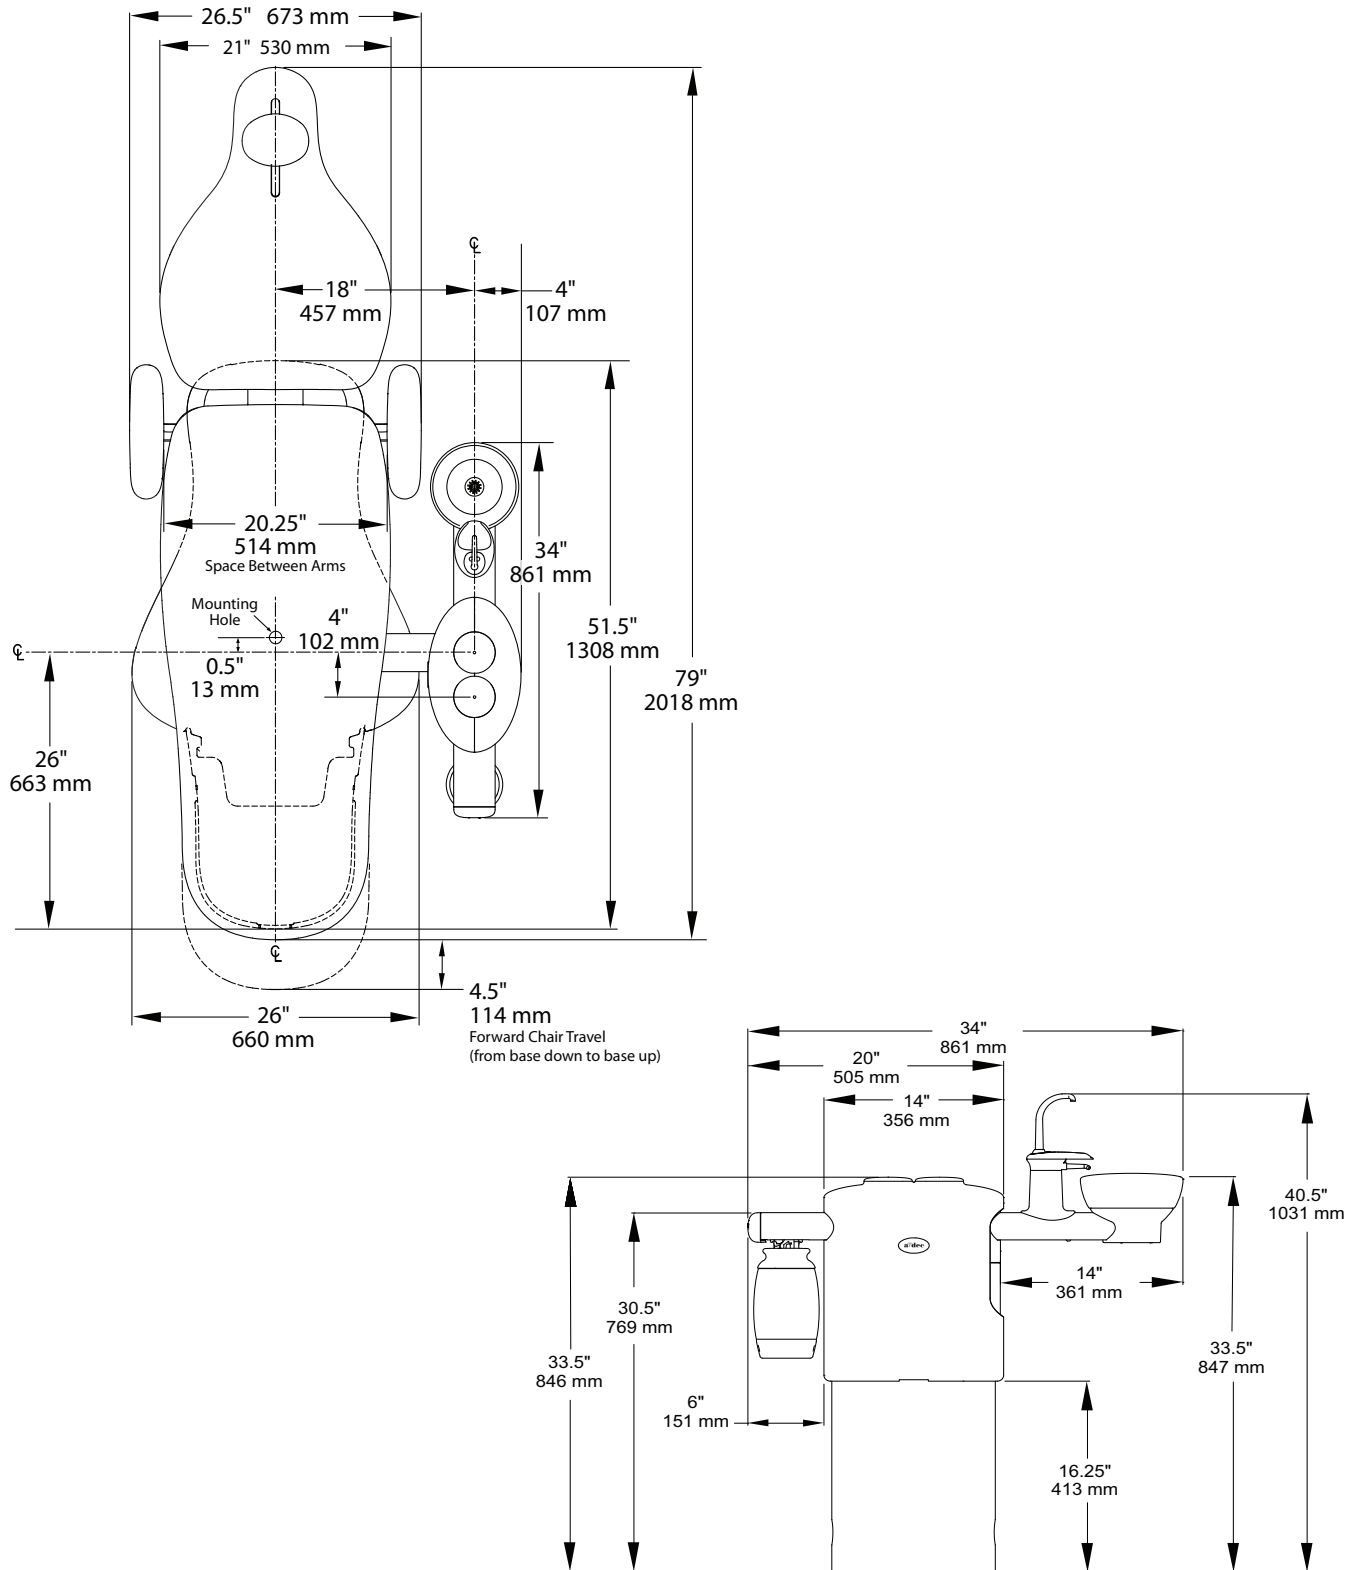 26.5" 673 mm
21" 530 mm
℄
18"
457 mm
4"
107 mm
20.25"
514 mm
Space Between Arms
34"
861 mm
Mounting
Hole
4"
102 mm
51.5"
1308 mm
℄
0.5"
13 mm
79"
2018 mm
26"
663 mm
℄
4.5"
114 mm
Forward Chair Travel
(from base down to base up)
26"
660 mm
34"
861 mm
20"
505 mm
14"
356 mm
40.5"
1031 mm
a dec
14"
361 mm
30.5"
769 mm
33.5"
846 mm
33.5"
847 mm
6"
151 mm
16.25"
413 mm